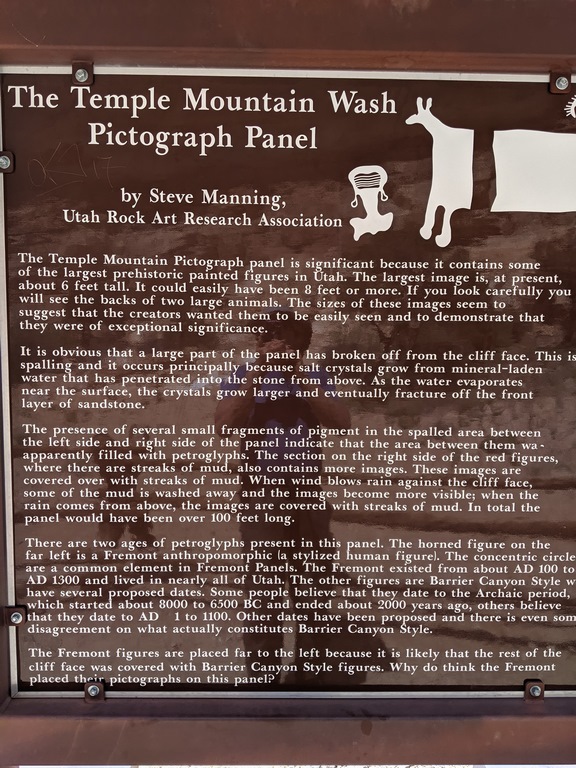 The Temple Mountain Wash
Pictograph Panel
by Steve Manning,
Utah Rock Art Research Association
The Temple Mountain Pictograph panel is significant because it contains some
of the largest prehistoric painted figures in Utah. The largest image is, at present,
about 6 feet tall. It could easily have been 8 feet or more. If you look carefully you
will see the backs of two large animals. The sizes of these images seem to
suggest that the creators wanted them to be easily seen and to demonstrate that
they were of exceptional significance.
It is obvious that a large part of the panel has broken off from the cliff face. This is
spalling and it occurs principally because salt crystals grow from mineral-laden
water that has penetrated into the stone from above. As the water evaporates
near the surface, the crystals grow larger and eventually fracture off the front
layer of sandstone.
The presence of several small fragments of pigment in the spalled area between
the left side and right side of the panel indicate that the area between them wa-
apparently filled with petroglyphs. The section on the right side of the red figures,
where there are streaks of mud, also contains more images. These images are
covered over with streaks of mud. When wind blows rain against the cliff face,
some of the mud is washed away and the images become more visible; when the
rain comes from above, the images are covered with streaks of mud. In total the
panel would have been over 100 feet long.
There are two ages of petroglyphs present in this panel. The horned figure on the
far left is a Fremont anthropomorphic (a stylized human figure). The concentric circle
are a common element in Fremont Panels. The Fremont existed from about AD 100 to
AD 1300 and lived in nearly all of Utah. The other figures are Barrier Canyon Style w
have several proposed dates. Some people believe that they date to the Archaic period,
which started about 8000 to 6500 BC and ended about 2000 years ago, others believe
that they date to AD 1 to 1100. Other dates have been proposed and there is even som
disagreement on what actually constitutes Barrier Canyon Style.
The Fremont figures are placed far to the left because it is likely that the rest of the
cliff face was covered with Barrier Canyon Style figures. Why do think the Fremont
placed their pictographs on this panel?